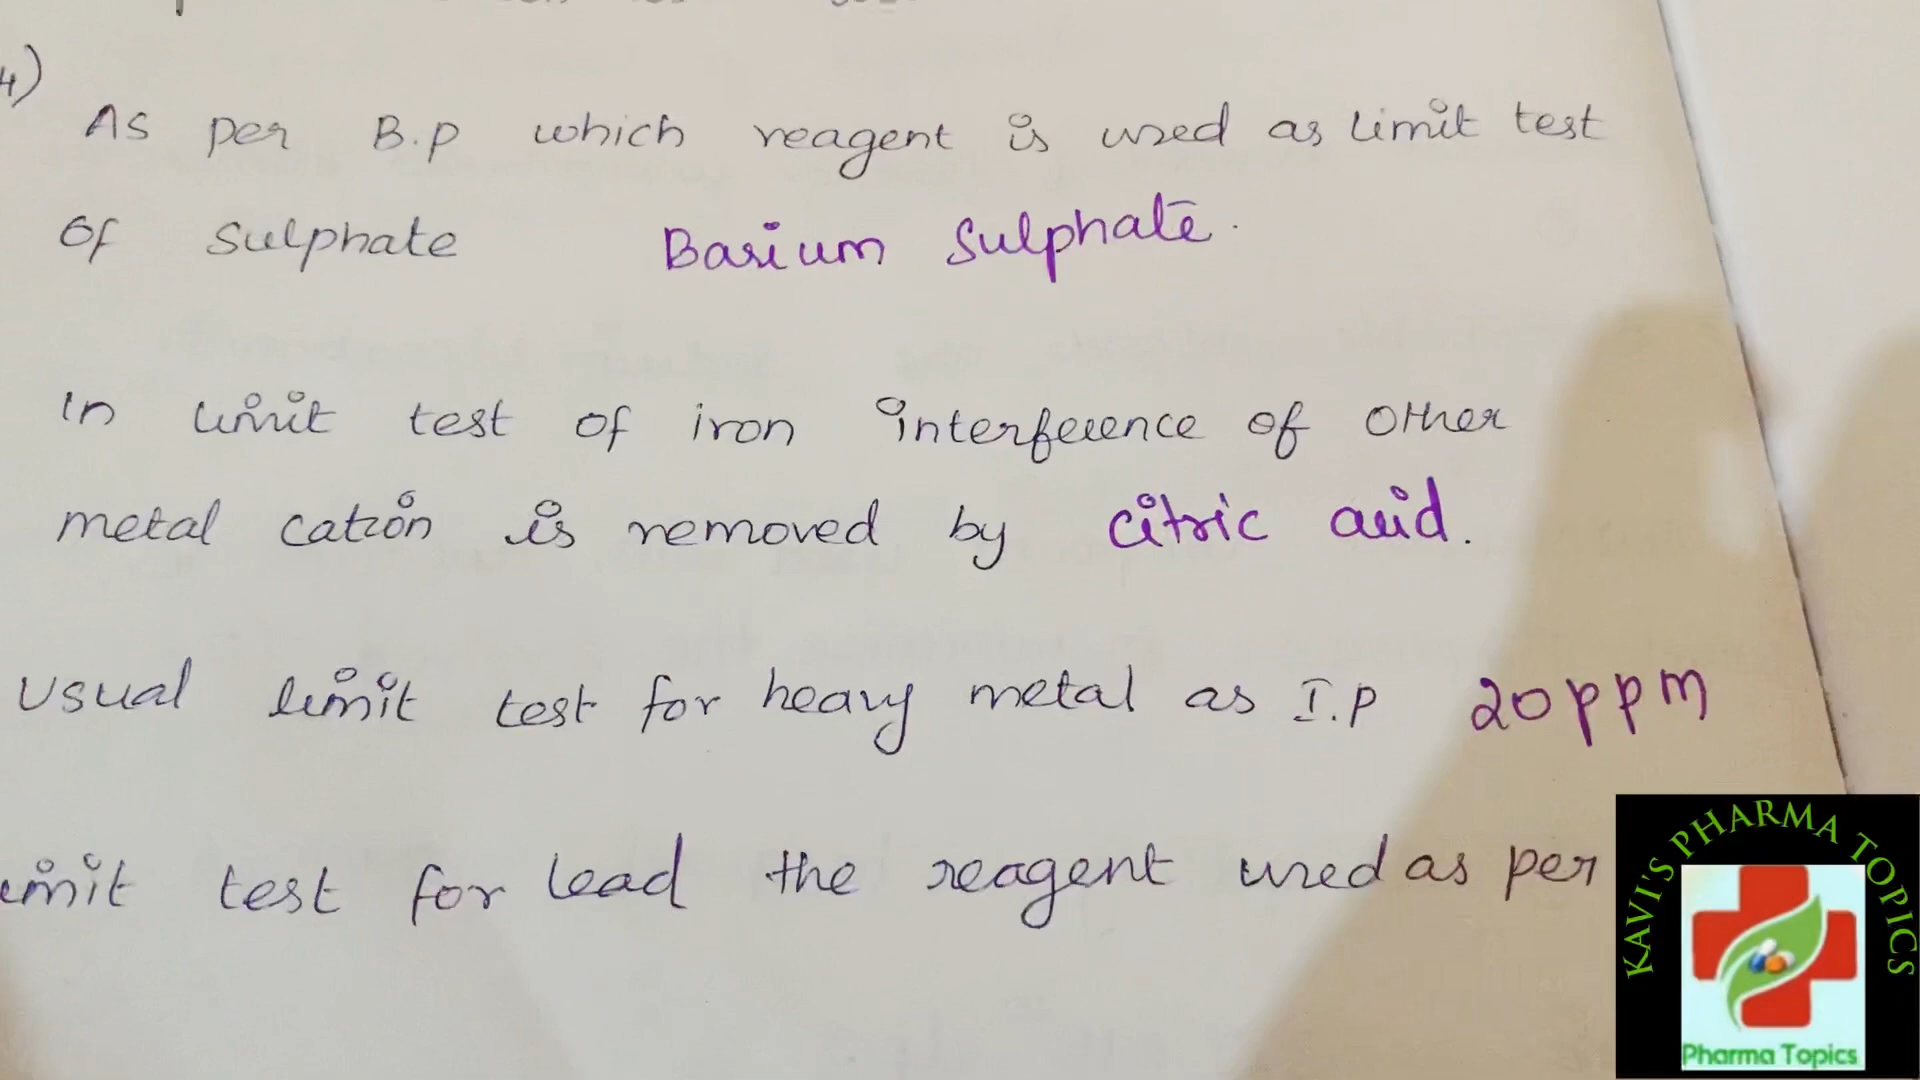 4)
As per B.p which reagent is used as limit test
of sulphate Barium Sulphate.
In limit test of iron interference of other
metal cation is removed by citric acid.
Usual limit test for heavy metal as I.P 20ppm
limit test for lead the reagent used as per
KAVI'S PHARMA TOPICS
Pharma Topics